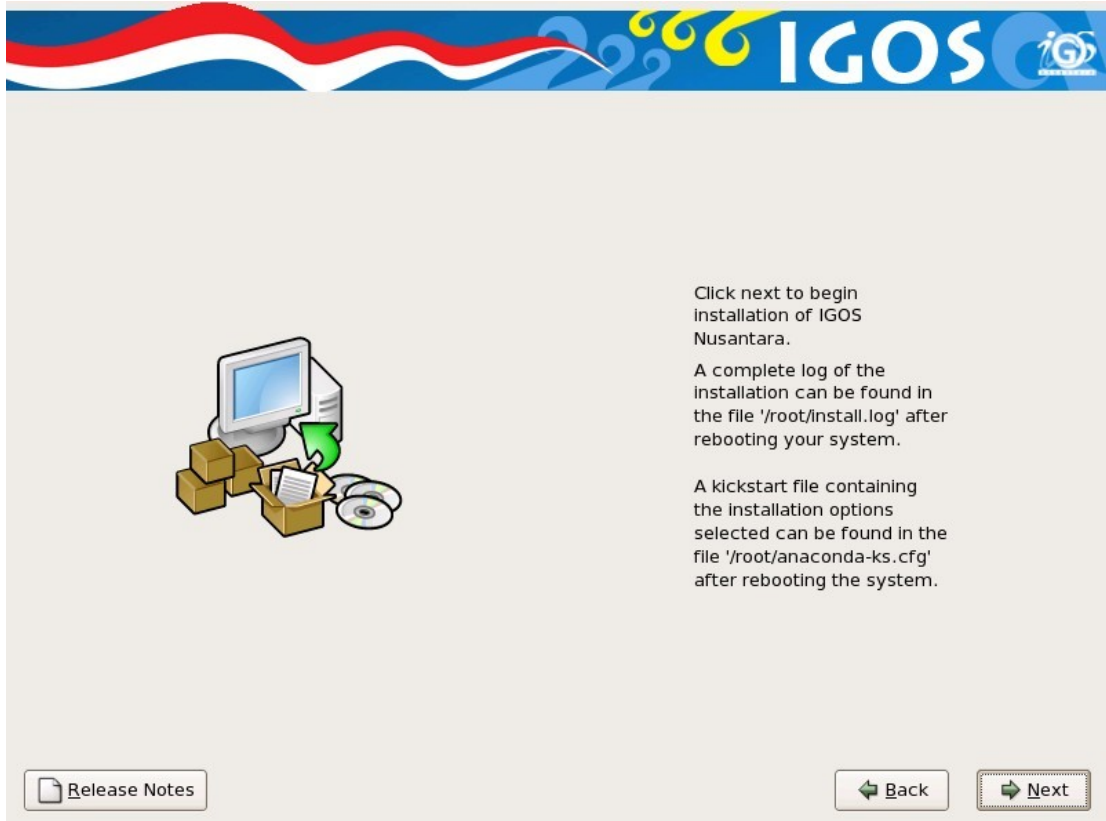 IGOS
Click next to begin
installation of IGOS
Nusantara.
A complete log of the
installation can be found in
the file '/root/install.log' after
rebooting your system.
A kickstart file containing
the installation options
selected can be found in the
file '/root/anaconda-ks.cfg'
after rebooting the system.
Release Notes
Back
Next